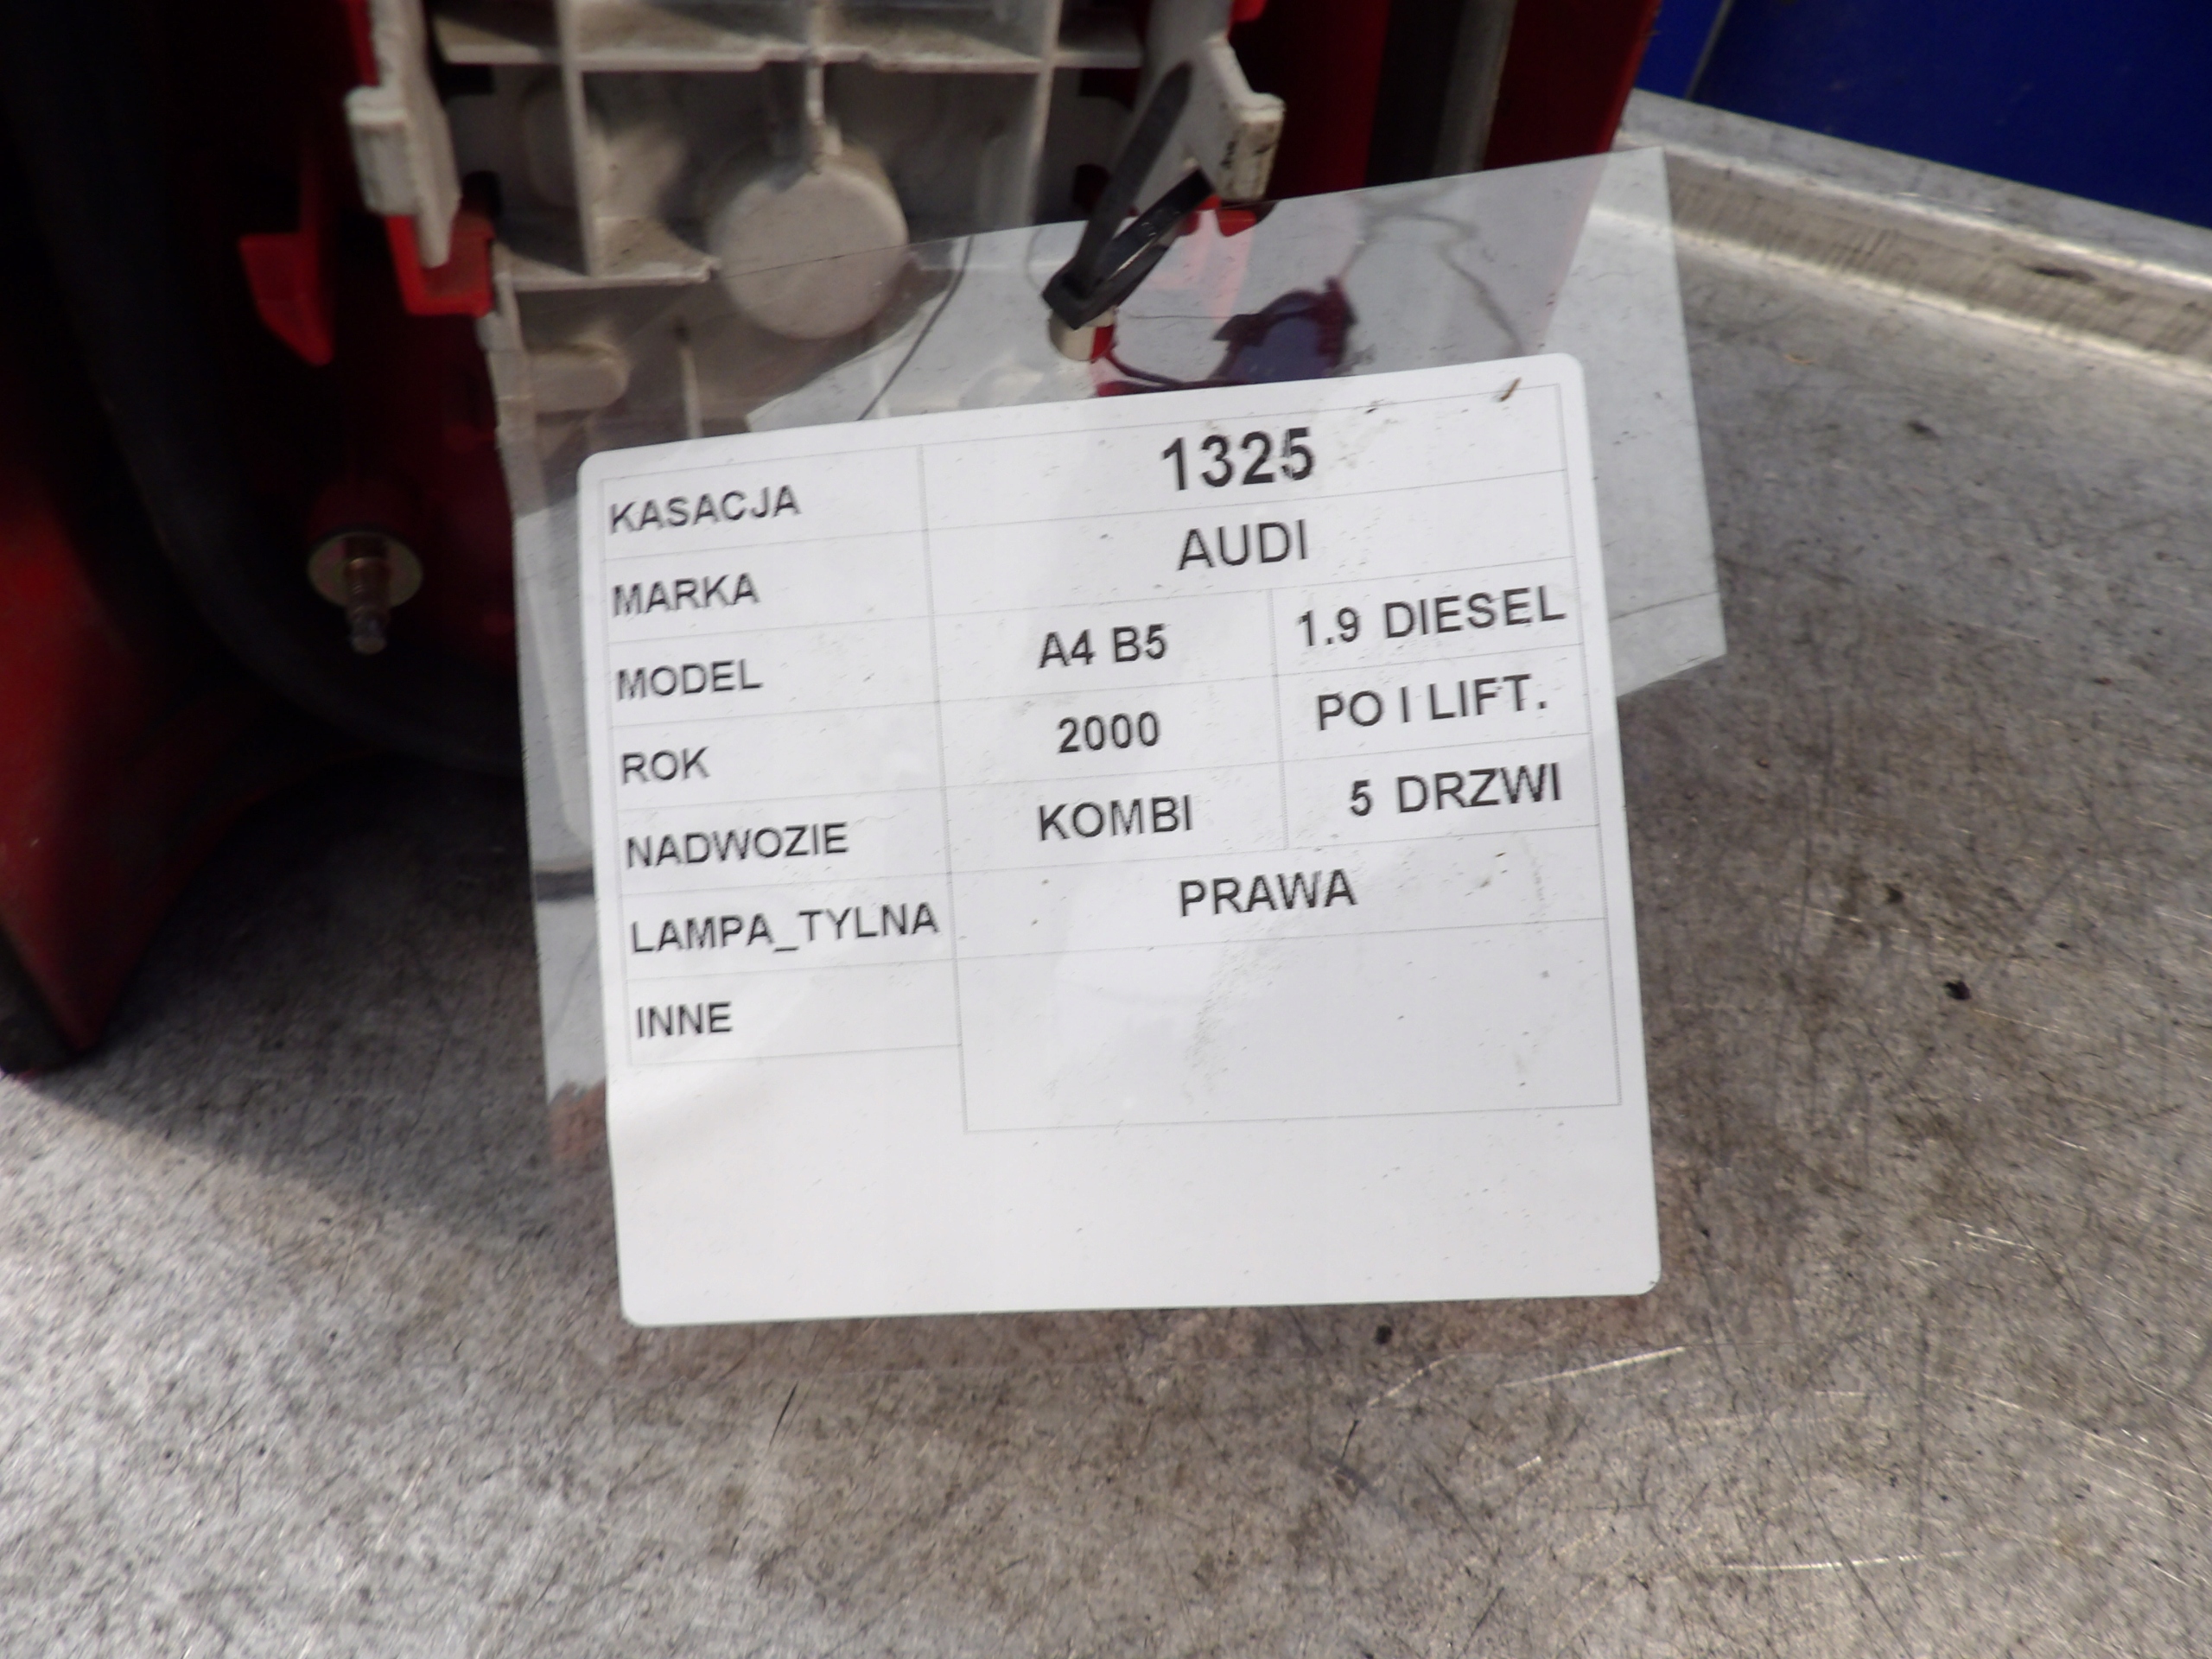 KASACJA 1325
MARKA AUDI
MODEL A4 B5 1.9 DIESEL
ROK 2000 PO I LIFT.
NADWOZIE KOMBI 5 DRZWI
LAMPA_TYLNA PRAWA
INNE